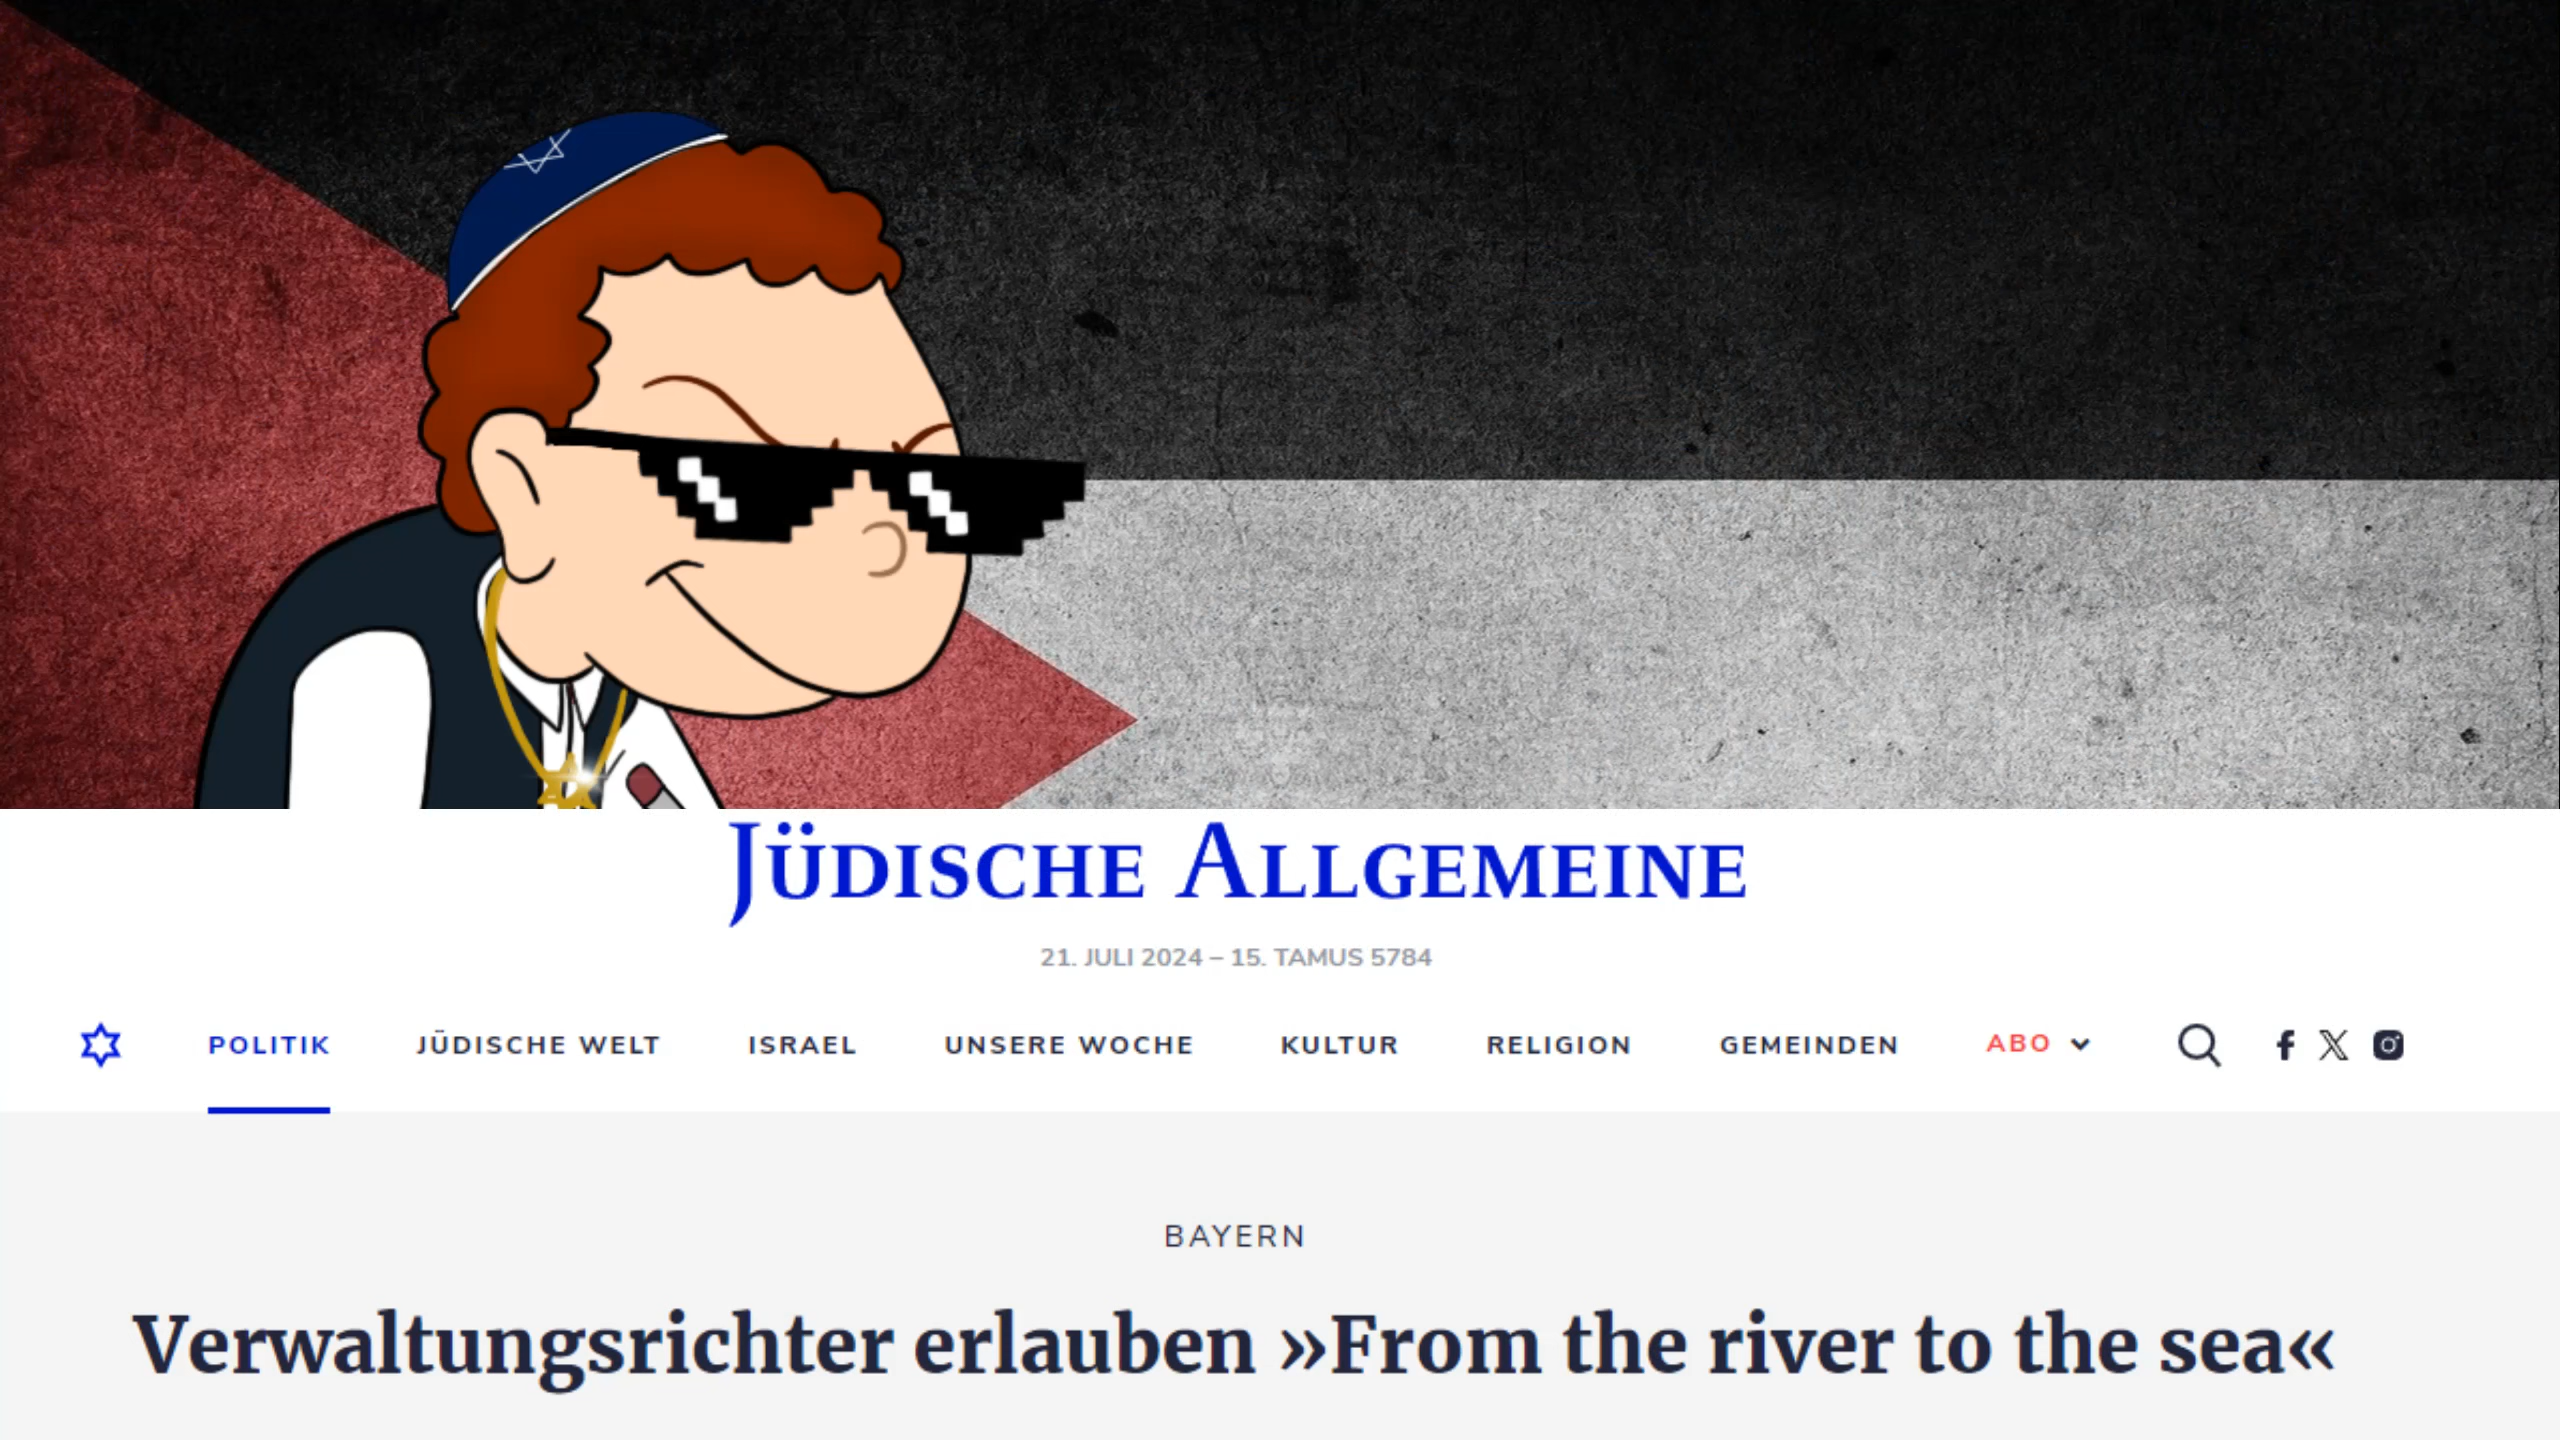 JÜDISCHE ALLGEMEINE
21. JULI 2024 – 15. TAMUS 5784
POLITIK JÜDISCHE WELT ISRAEL UNSERE WOCHE KULTUR RELIGION GEMEINDEN ABO
BAYERN
Verwaltungsrichter erlauben »From the river to the sea«